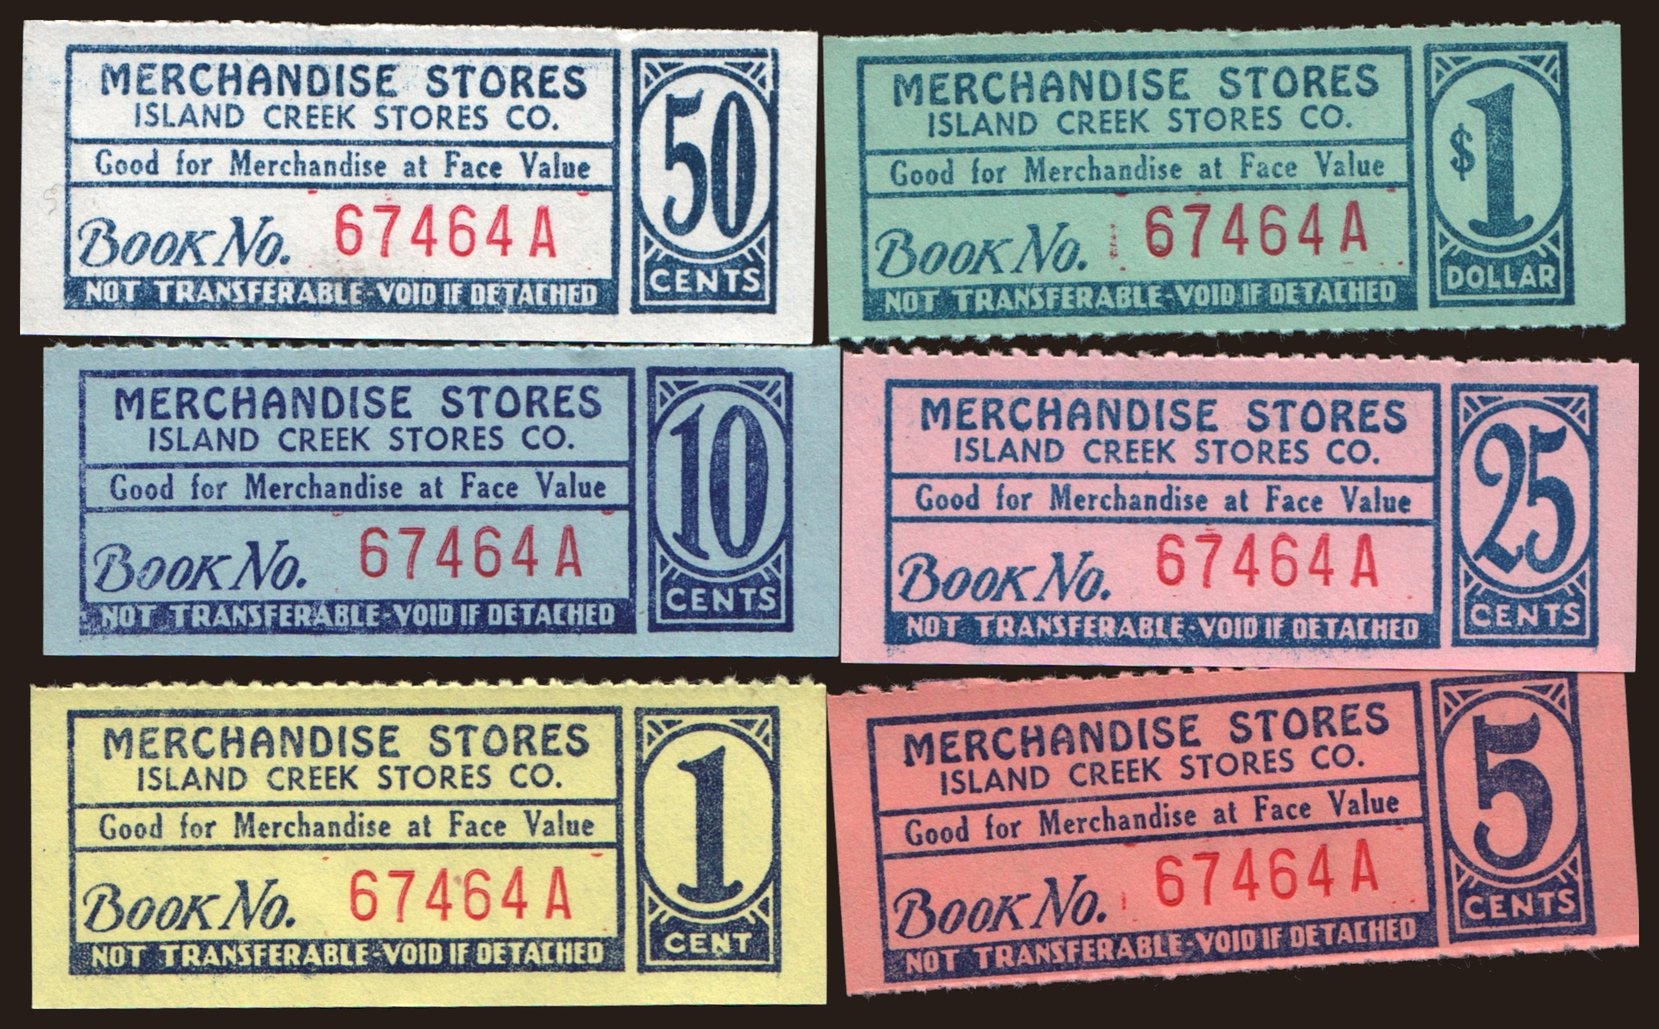 MERCHANDISE STORES
ISLAND CREEK STORES CO.
Good for Merchandise at Face Value
Book No. 67464A
NOT TRANSFERABLE-VOID IF DETACHED
50
CENTS
MERCHANDISE STORES
ISLAND CREEK STORES CO.
Good for Merchandise at Face Value
Book No. 67464A
NOT TRANSFERABLE-VOID IF DETACHED
$1
DOLLAR
MERCHANDISE STORES
ISLAND CREEK STORES CO.
Good for Merchandise at Face Value
Book No. 67464A
NOT TRANSFERABLE-VOID IF DETACHED
10
CENTS
MERCHANDISE STORES
ISLAND CREEK STORES CO.
Good for Merchandise at Face Value
Book No. 67464A
NOT TRANSFERABLE-VOID IF DETACHED
25
CENTS
MERCHANDISE STORES
ISLAND CREEK STORES CO.
Good for Merchandise at Face Value
Book No. 67464A
NOT TRANSFERABLE-VOID IF DETACHED
1
CENT
MERCHANDISE STORES
ISLAND CREEK STORES CO.
Good for Merchandise at Face Value
Book No. 67464A
NOT TRANSFERABLE-VOID IF DETACHED
5
CENTS